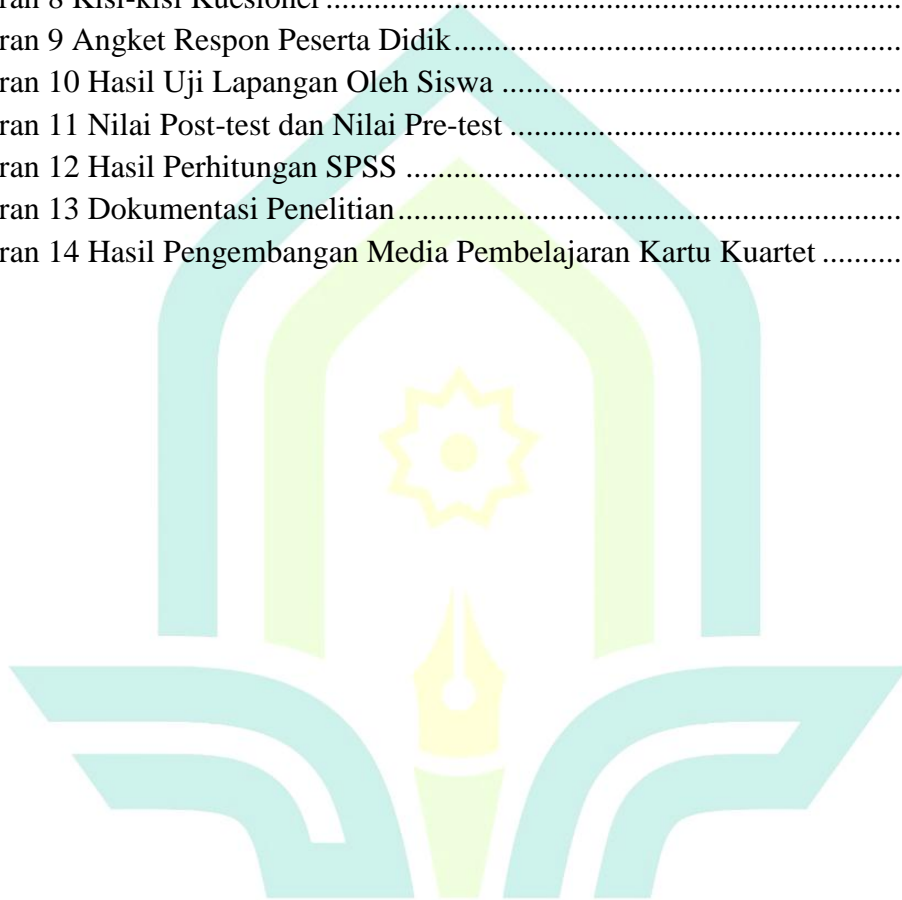 ran 8 Kisi-kisi Kuesioner ........................................................................
ran 9 Angket Respon Peserta Didik .......................................................
ran 10 Hasil Uji Lapangan Oleh Siswa .................................................
ran 11 Nilai Post-test dan Nilai Pre-test ................................................
ran 12 Hasil Perhitungan SPSS .............................................................
ran 13 Dokumentasi Penelitian ..............................................................
ran 14 Hasil Pengembangan Media Pembelajaran Kartu Kuartet ..........